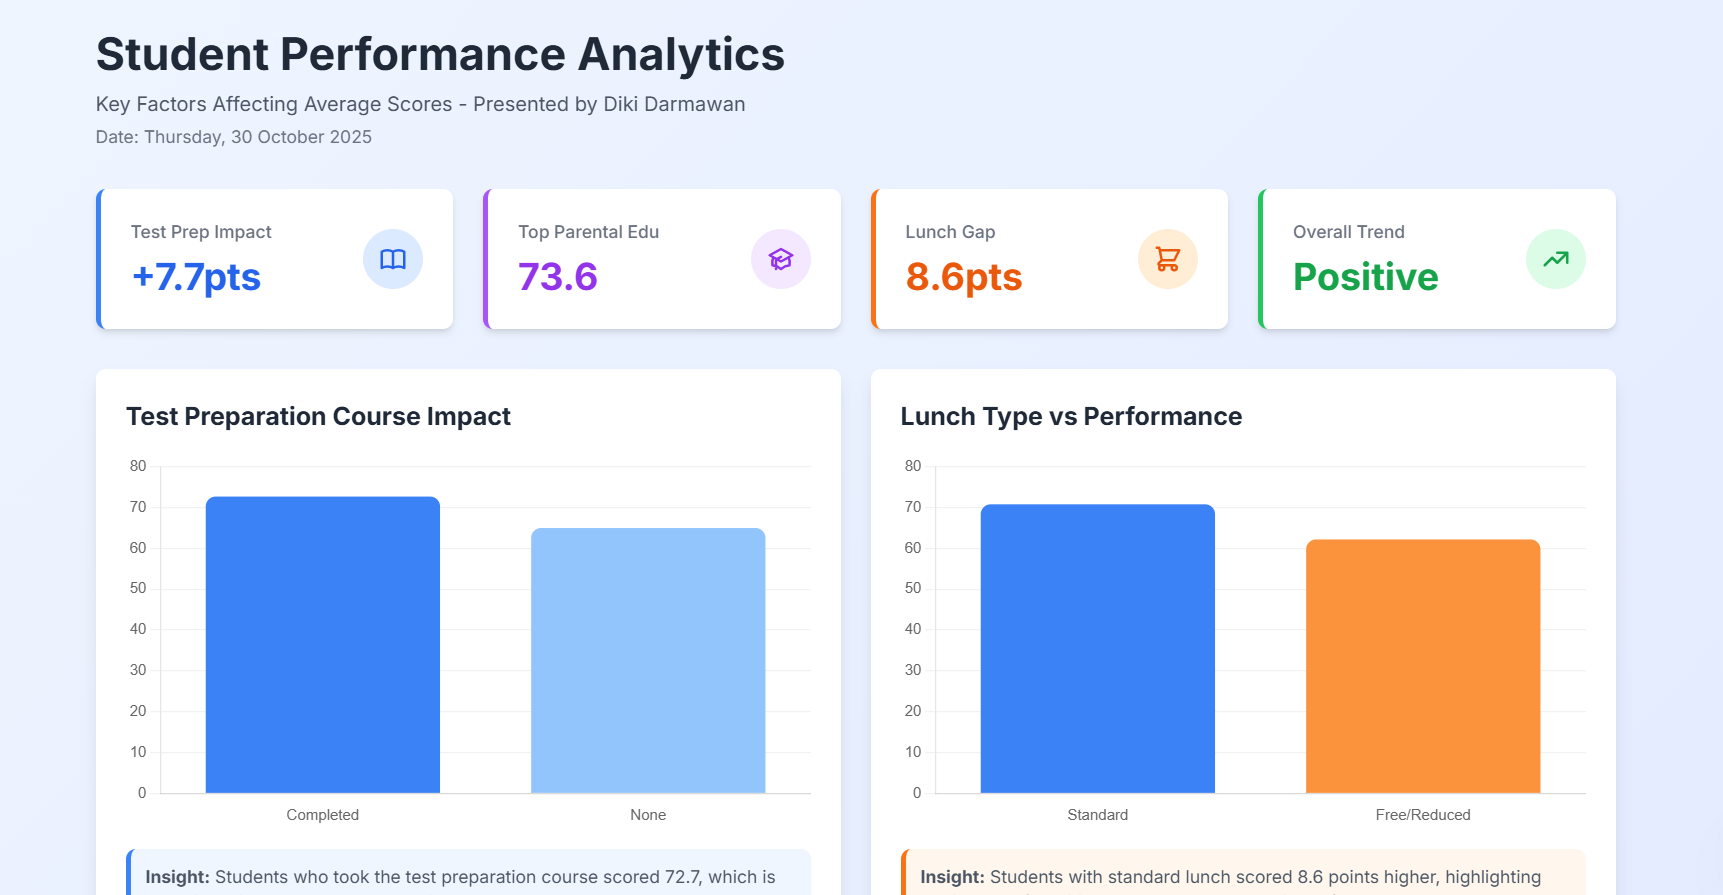 Student Performance Analytics
Key Factors Affecting Average Scores - Presented by Diki Darmawan
Date: Thursday, 30 October 2025
Test Prep Impact
+7.7pts
Top Parental Edu
73.6
Lunch Gap
8.6pts
Overall Trend
Positive
Test Preparation Course Impact
80
70
60
50
40
30
20
10
0
Completed
None
Insight: Students who took the test preparation course scored 72.7, which is
Lunch Type vs Performance
80
70
60
50
40
30
20
10
0
Standard
Free/Reduced
Insight: Students with standard lunch scored 8.6 points higher, highlighting